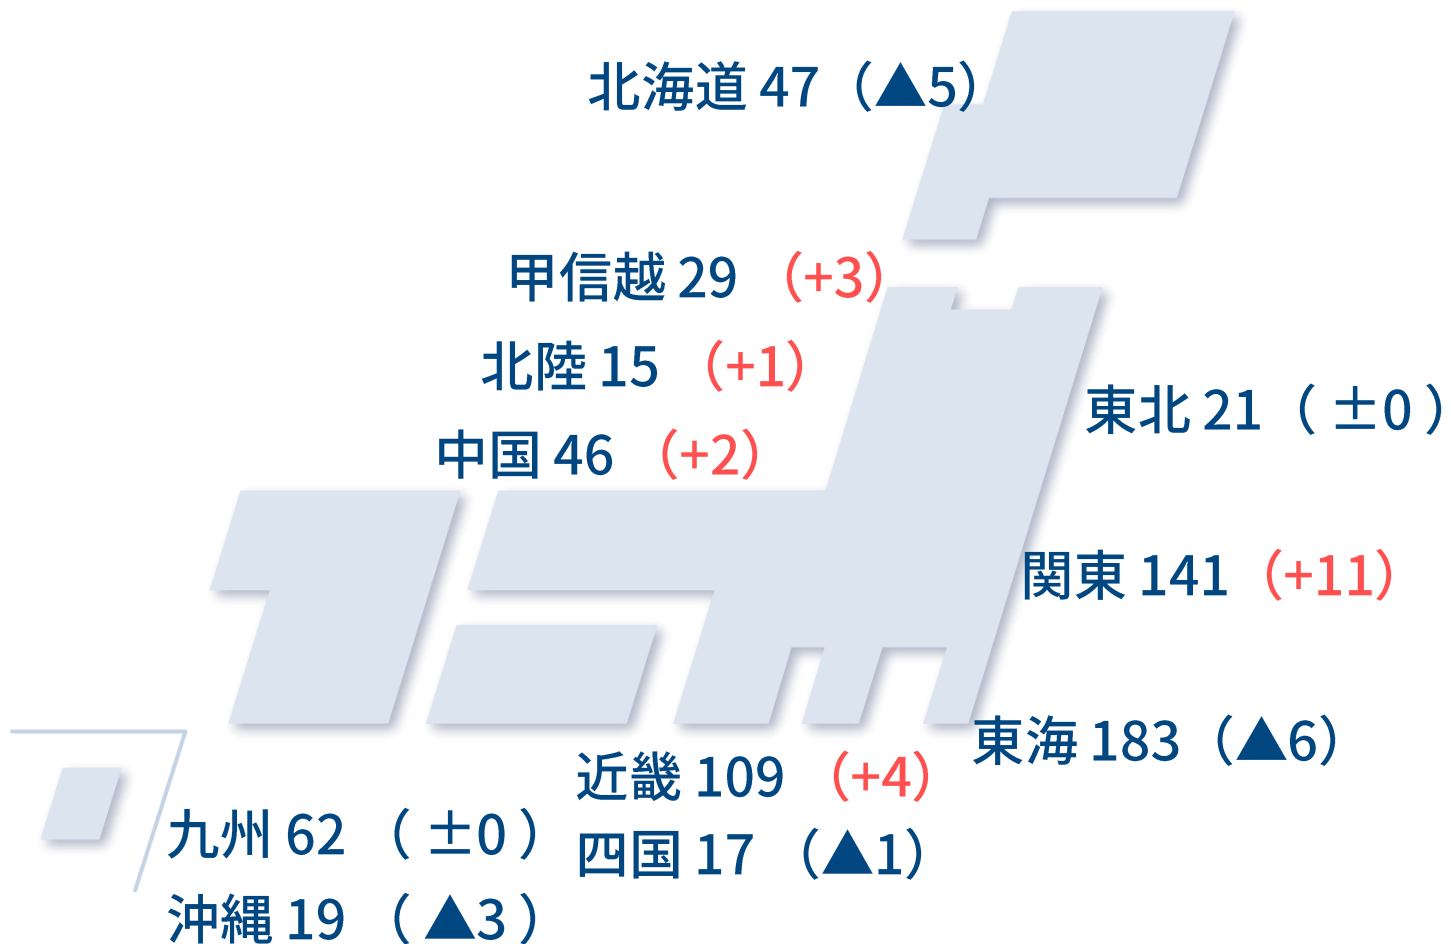 北海道 47（▲5）
甲信越 29 （+3）
北陸 15 （+1）
東北 21（ ±0 ）
中国 46 （+2）
関東 141（+11）
東海 183（▲6）
近畿 109 （+4）
九州 62 （ ±0 ）
四国 17 （▲1）
沖縄 19 （ ▲3 ）